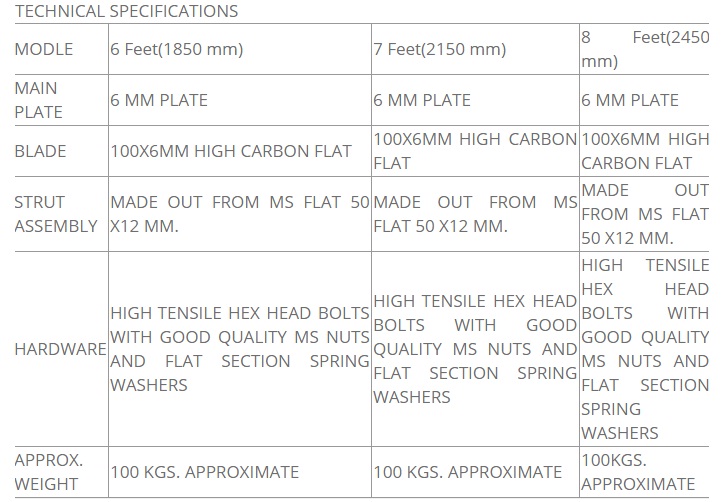 TECHNICAL SPECIFICATIONS
MODLE
6 Feet(1850 mm)
7 Feet(2150 mm)
8 Feet(2450
mm)
MAIN
PLATE
6 MM PLATE
6 MM PLATE
6 MM PLATE
BLADE
100X6MM HIGH CARBON FLAT
100X6MM HIGH CARBON
FLAT
100X6MM HIGH
CARBON FLAT
STRUT
ASSEMBLY
MADE OUT FROM MS FLAT 50
X12 MM.
MADE OUT FROM MS
FLAT 50 X12 MM.
MADE OUT
FROM MS FLAT
50 X12 MM.
HARDWARE
HIGH TENSILE HEX HEAD BOLTS
WITH GOOD QUALITY MS NUTS
AND FLAT SECTION SPRING
WASHERS
HIGH TENSILE HEX HEAD
BOLTS WITH GOOD
QUALITY MS NUTS AND
FLAT SECTION SPRING
WASHERS
HIGH TENSILE
HEX HEAD
BOLTS WITH
GOOD QUALITY
MS NUTS AND
FLAT SECTION
SPRING
WASHERS
APPROX.
WEIGHT
100 KGS. APPROXIMATE
100 KGS. APPROXIMATE
100KGS.
APPROXIMATE